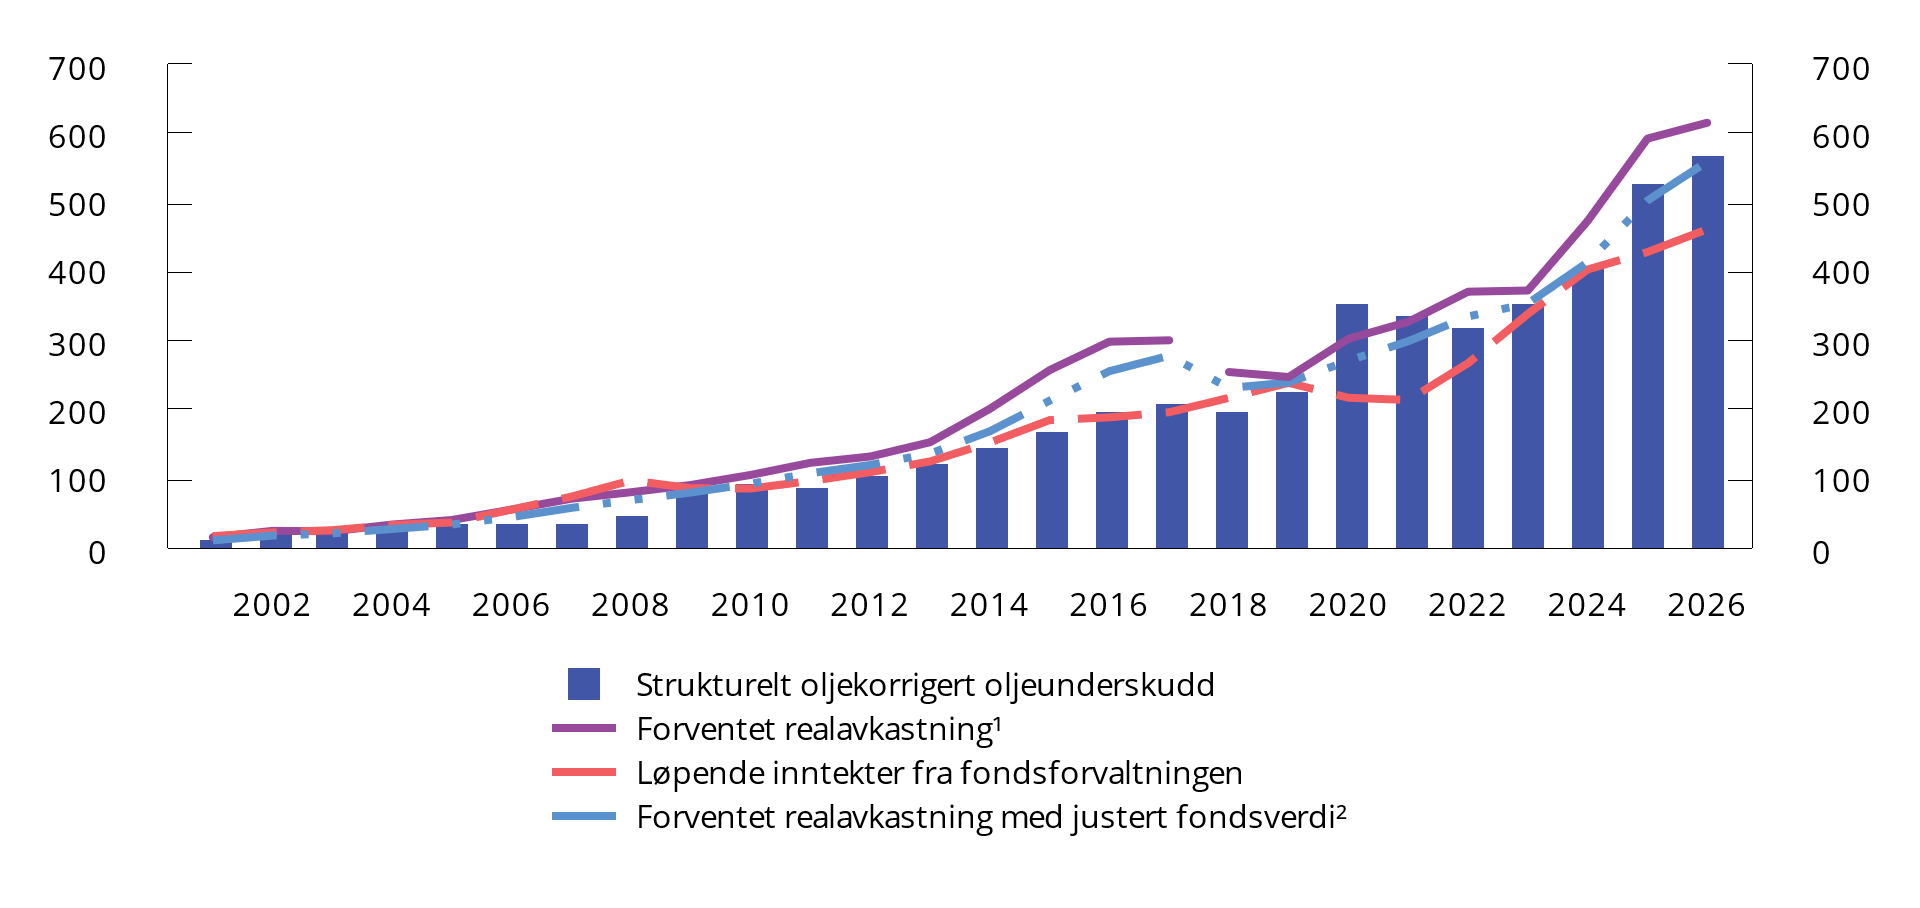 700 700
600 600
500 500
400 400
300 300
200 200
100 100
0 0
2002 2004 2006 2008 2010 2012 2014 2016 2018 2020 2022 2024 2026
Strukturelt oljekorrigert oljeunderskudd
Forventet realavkastning¹
Løpende inntekter fra fondsforvaltningen
Forventet realavkastning med justert fondsverdi²